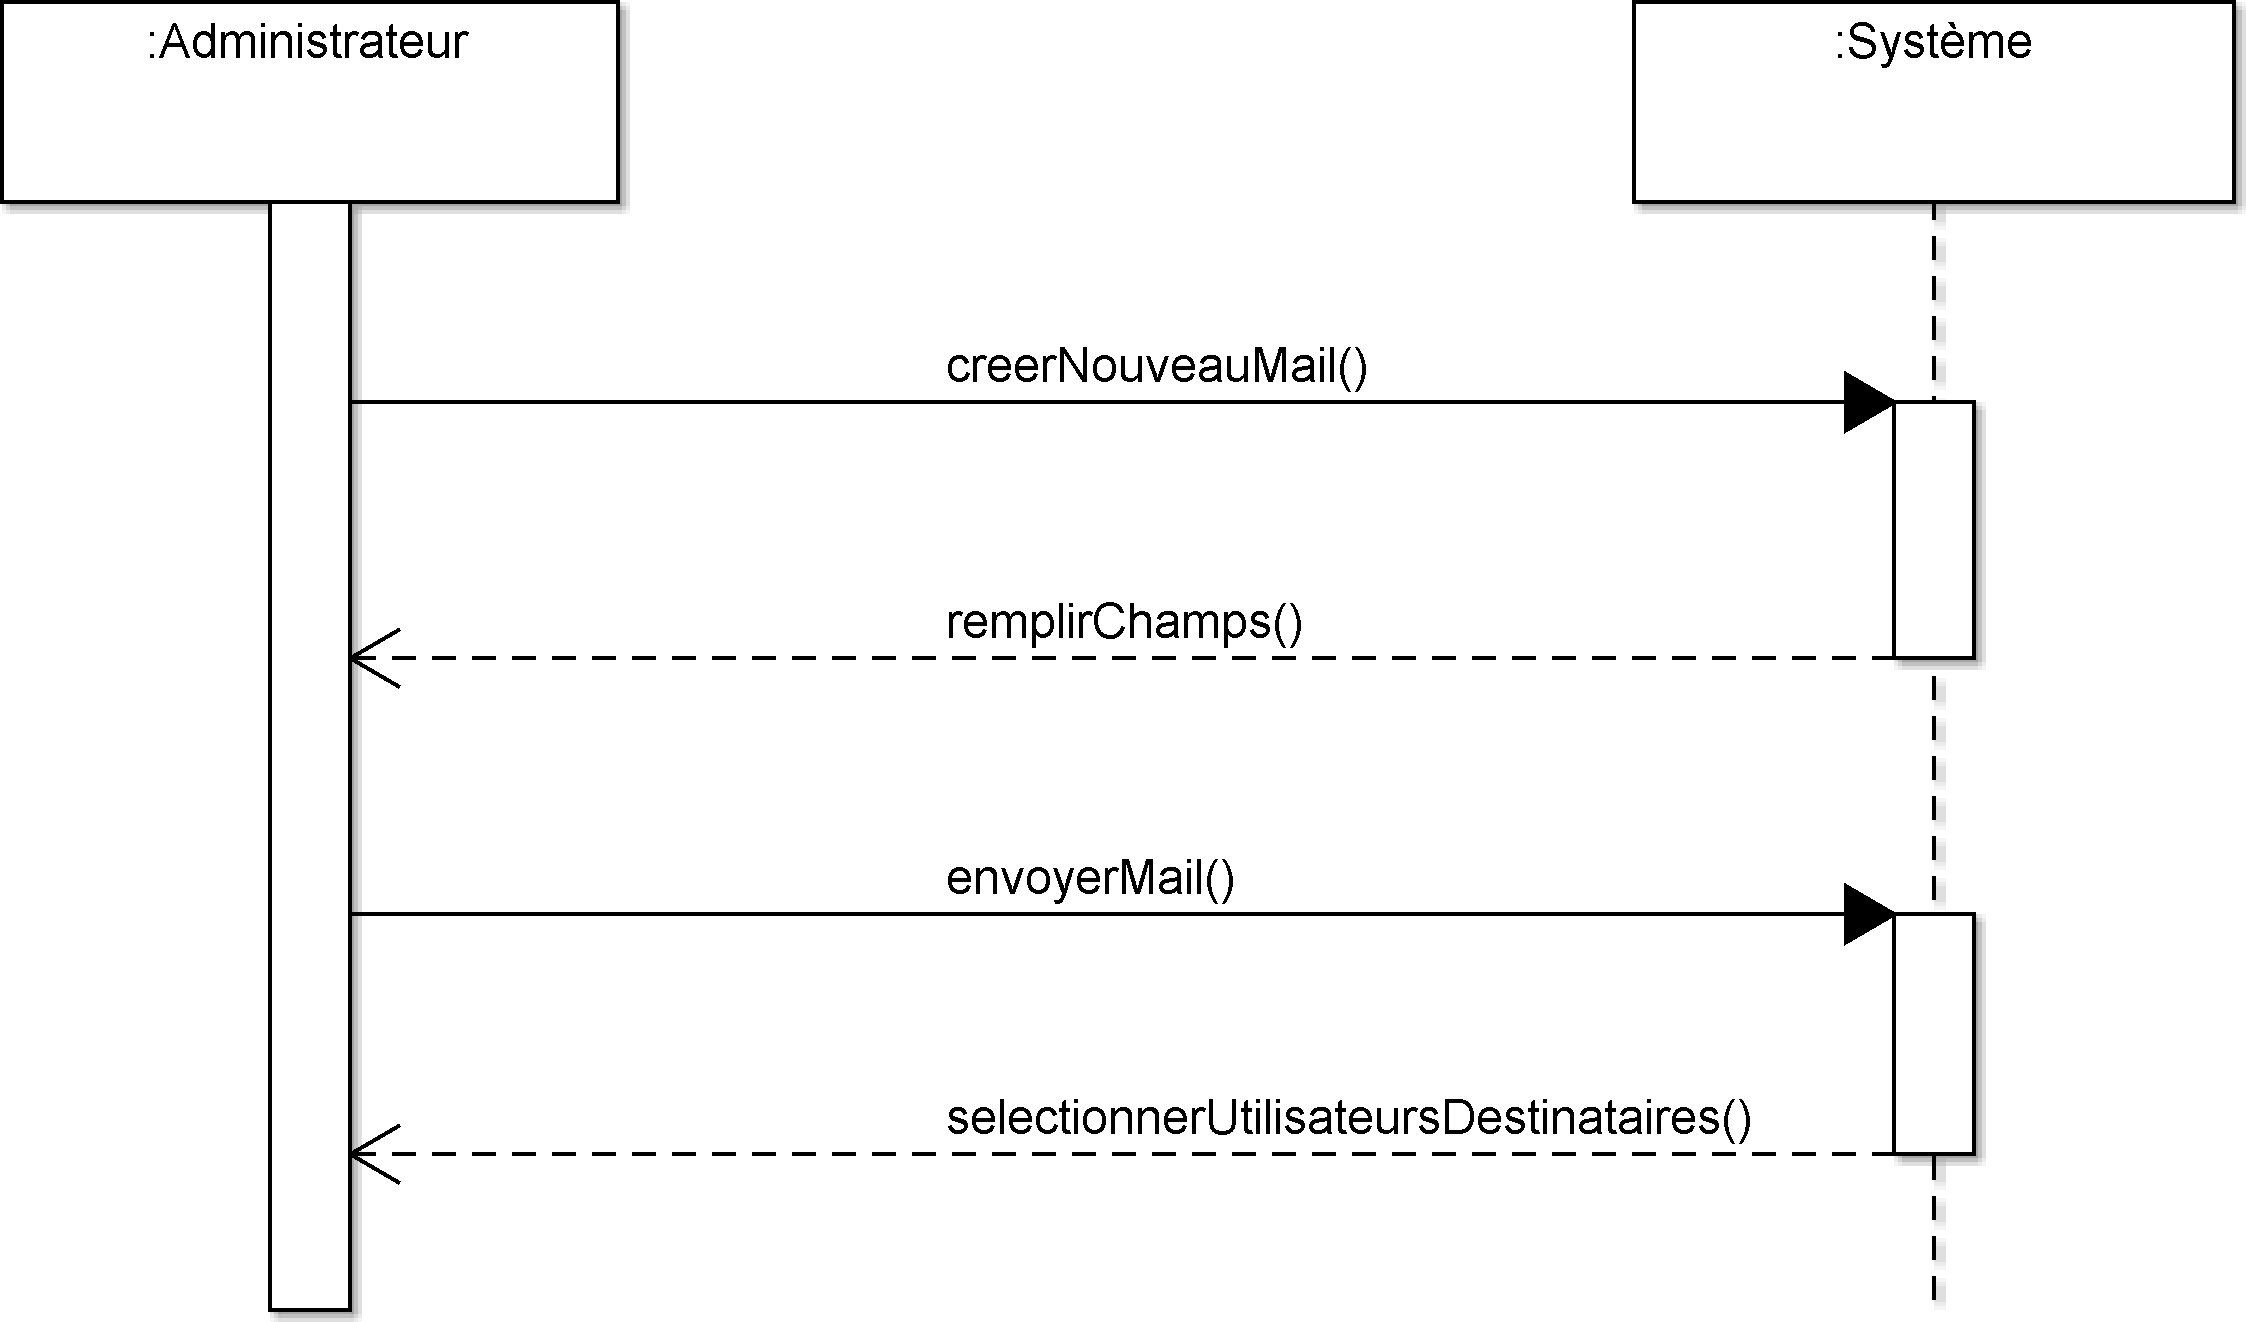 :Administrateur
:Système
creerNouveauMail()
remplirChamps()
envoyerMail()
selectionnerUtilisateursDestinataires()